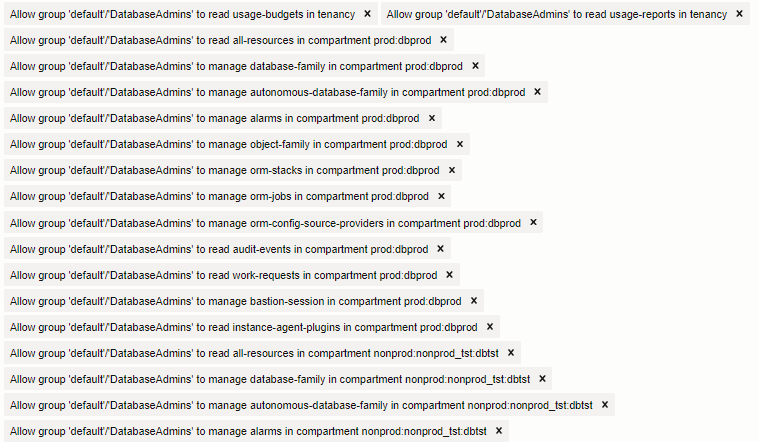 Allow group 'default'/'DatabaseAdmins' to read usage-budgets in tenancy × Allow group 'default'/'DatabaseAdmins' to read usage-reports in tenancy ×
Allow group 'default'/'DatabaseAdmins' to read all-resources in compartment prod:dbprod ×
Allow group 'default'/'DatabaseAdmins' to manage database-family in compartment prod:dbprod ×
Allow group 'default'/'DatabaseAdmins' to manage autonomous-database-family in compartment prod:dbprod ×
Allow group 'default'/'DatabaseAdmins' to manage alarms in compartment prod:dbprod ×
Allow group 'default'/'DatabaseAdmins' to manage object-family in compartment prod:dbprod ×
Allow group 'default'/'DatabaseAdmins' to manage orm-stacks in compartment prod:dbprod ×
Allow group 'default'/'DatabaseAdmins' to manage orm-jobs in compartment prod:dbprod ×
Allow group 'default'/'DatabaseAdmins' to manage orm-config-source-providers in compartment prod:dbprod ×
Allow group 'default'/'DatabaseAdmins' to read audit-events in compartment prod:dbprod ×
Allow group 'default'/'DatabaseAdmins' to read work-requests in compartment prod:dbprod ×
Allow group 'default'/'DatabaseAdmins' to manage bastion-session in compartment prod:dbprod ×
Allow group 'default'/'DatabaseAdmins' to read instance-agent-plugins in compartment prod:dbprod ×
Allow group 'default'/'DatabaseAdmins' to read all-resources in compartment nonprod:nonprod_tst:dbtst ×
Allow group 'default'/'DatabaseAdmins' to manage database-family in compartment nonprod:nonprod_tst:dbtst ×
Allow group 'default'/'DatabaseAdmins' to manage autonomous-database-family in compartment nonprod:nonprod_tst:dbtst ×
Allow group 'default'/'DatabaseAdmins' to manage alarms in compartment nonprod:nonprod_tst:dbtst ×